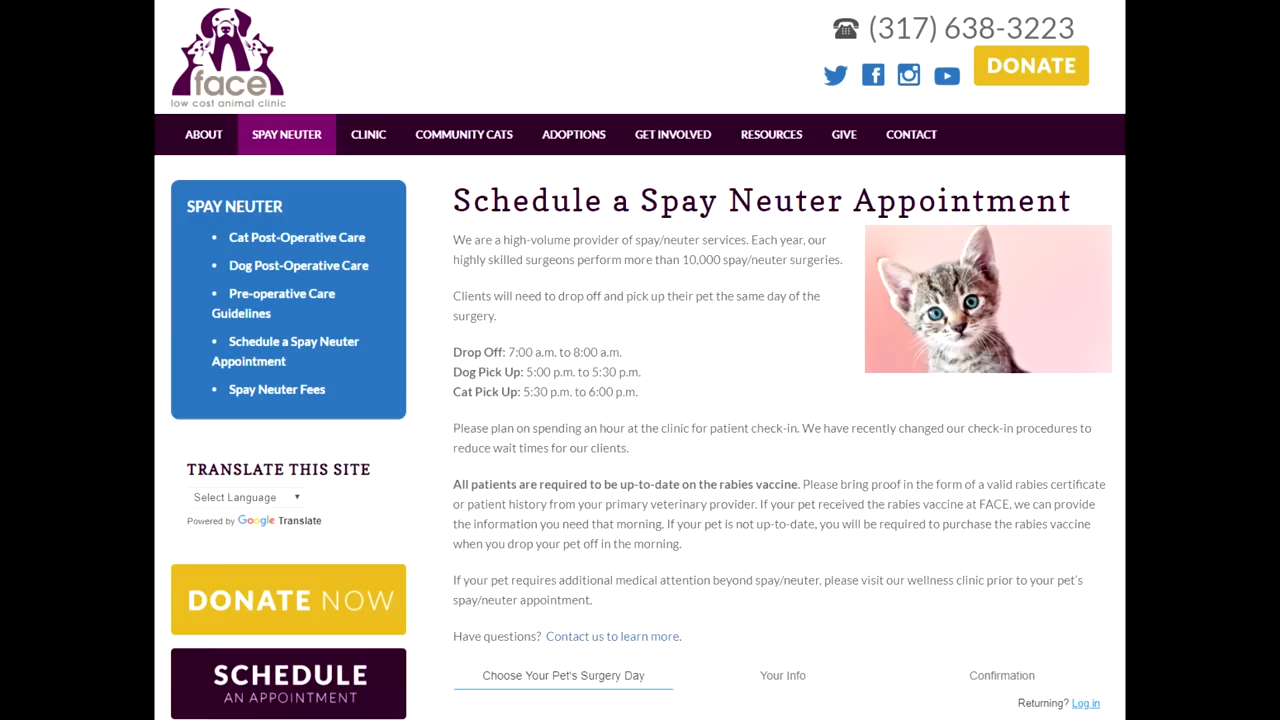 face
low cost animal clinic
(317) 638-3223
DONATE
ABOUT
SPAY NEUTER
CLINIC
COMMUNITY CATS
ADOPTIONS
GET INVOLVED
RESOURCES
GIVE
CONTACT
SPAY NEUTER
• Cat Post-Operative Care
• Dog Post-Operative Care
• Pre-operative Care
Guidelines
• Schedule a Spay Neuter
Appointment
• Spay Neuter Fees
TRANSLATE THIS SITE
Select Language
Powered by Google Translate
DONATE NOW
SCHEDULE
AN APPOINTMENT
Schedule a Spay Neuter Appointment
We are a high-volume provider of spay/neuter services. Each year, our
highly skilled surgeons perform more than 10,000 spay/neuter surgeries.
Clients will need to drop off and pick up their pet the same day of the
surgery.
Drop Off: 7:00 a.m. to 8:00 a.m.
Dog Pick Up: 5:00 p.m. to 5:30 p.m.
Cat Pick Up: 5:30 p.m. to 6:00 p.m.
Please plan on spending an hour at the clinic for patient check-in. We have recently changed our check-in procedures to
reduce wait times for our clients.
All patients are required to be up-to-date on the rabies vaccine. Please bring proof in the form of a valid rabies certificate
or patient history from your primary veterinary provider. If your pet received the rabies vaccine at FACE, we can provide
the information you need that morning. If your pet is not up-to-date, you will be required to purchase the rabies vaccine
when you drop your pet off in the morning.
If your pet requires additional medical attention beyond spay/neuter, please visit our wellness clinic prior to your pet's
spay/neuter appointment.
Have questions? Contact us to learn more.
Choose Your Pet's Surgery Day
Your Info
Confirmation
Returning? Log in